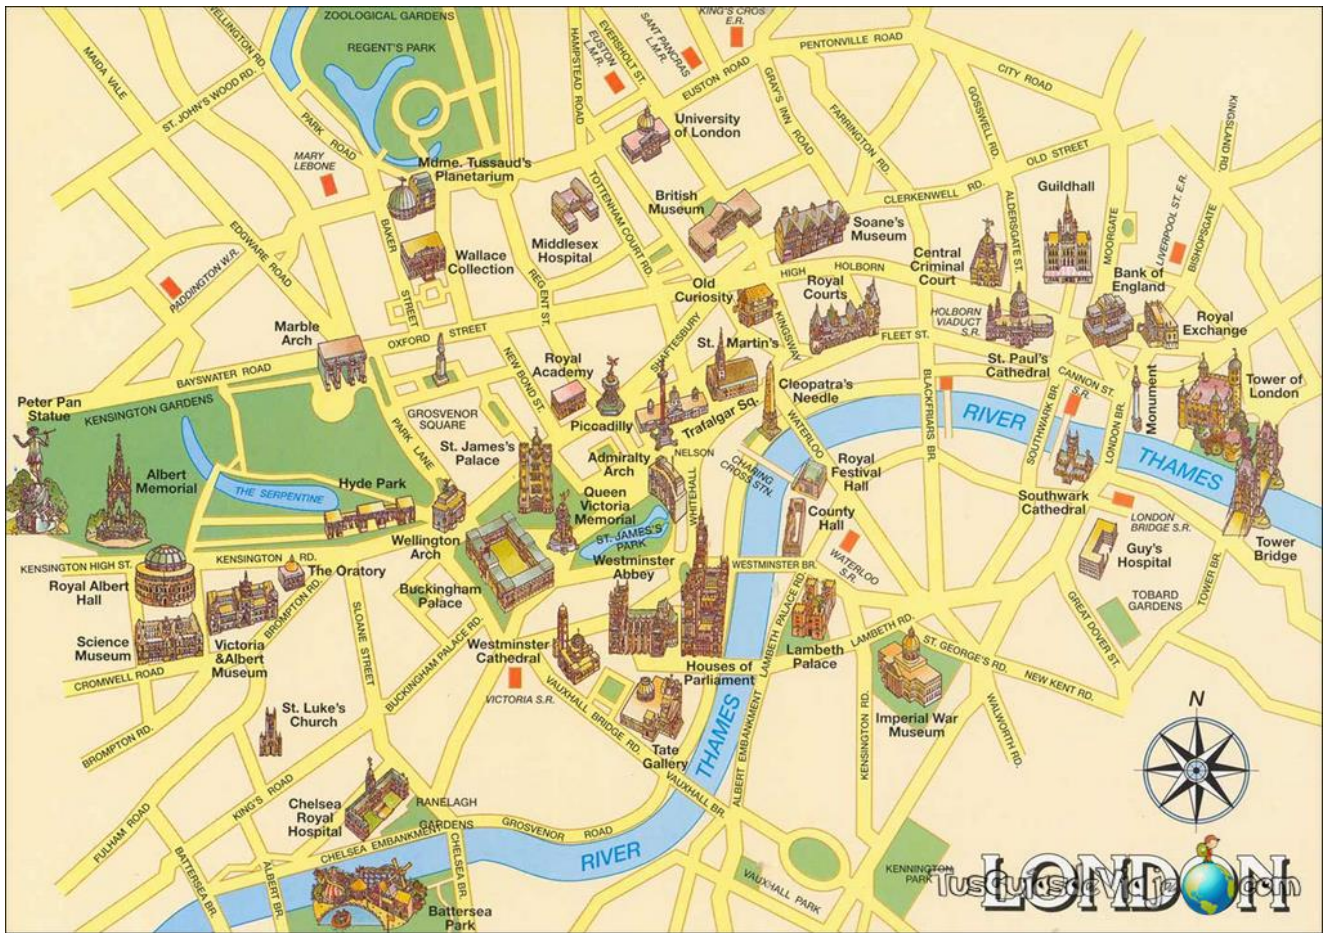 ZOOLOGICAL GARDENS
REGENT'S PARK
WELLINGTON RD.
MAIDA VALE
ST. JOHN'S WOOD RD.
PARK ROAD
MARY
LEBONE
HAMPSTEAD ROAD
EVERSHOLT ST.
EUSTON
L.M.R.
SANT PANCRAS
L.M.R.
KING'S CROS
E.R.
EUSTON ROAD
PENTONVILLE ROAD
CITY ROAD
GRAY'S INN ROAD
FARRINGTON RD.
GOSSWELL RD.
OLD STREET
KINGSLAND RD.
University
of London
Mdme. Tussaud's
Planetarium
TOTTENHAM COURT RD.
Middlesex
Hospital
British
Museum
Soane's
Museum
CLERKENWELL RD.
ALDERSGATE ST.
Guildhall
MOORGATE
LIVERPOOL ST. E.R.
BISHOPSGATE
EDGWARE ROAD
BAKER
STREET
Wallace
Collection
REGENT ST.
PADDINGTON W.R.
Old
Curiosity
HIGH HOLBORN
Royal
Courts
Central
Criminal
Court
Bank of
England
HOLBORN
VIADUCT
S.R.
Royal
Exchange
Marble
Arch
OXFORD STREET
NEW BOND ST.
Royal
Academy
SHAFTESBURY
St. Martin's
KINGSWAY
FLEET ST.
St. Paul's
Cathedral
CANNON ST.
S.R.
Monument
Tower of
London
BAYSWATER ROAD
Peter Pan
Statue
KENSINGTON GARDENS
GROSVENOR
SQUARE
PARK LANE
Piccadilly
Trafalgar Sq.
Cleopatra's
Needle
WATERLOO
BLACKFRIARS BR.
RIVER
SOUTHWARK BR.
LONDON BR.
THAMES
Albert
Memorial
THE SERPENTINE
Hyde Park
St. James's
Palace
Admiralty
Arch
NELSON
WHITEHALL
CHARING
CROSS STN.
Royal
Festival
Hall
Southwark
Cathedral
Queen
Victoria
Memorial
ST. JAMES'S
PARK
County
Hall
WATERLOO
S.R.
LONDON
BRIDGE S.R.
Guy's
Hospital
Tower
Bridge
Wellington
Arch
KENSINGTON HIGH ST.
KENSINGTON RD.
The Oratory
Royal Albert
Hall
BROMPTON RD.
Buckingham
Palace
Westminster
Abbey
WESTMINSTER BR.
LAMBETH PALACE RD.
TOBARD
GARDENS
TOWER BR.
GREAT DOVER ST.
Science
Museum
Victoria
&Albert
Museum
SLOANE STREET
BUCKINGHAM PALACE RD.
Westminster
Cathedral
VICTORIA S.R.
Houses of
Parliament
Lambeth
Palace
LAMBETH RD.
ST. GEORGE'S RD.
NEW KENT RD.
CROMWELL ROAD
BROMPTON RD.
St. Luke's
Church
VAUXHALL BRIDGE RD.
Tate
Gallery
THAMES
ALBERT EMBANKMENT
KENSINGTON RD.
Imperial War
Museum
WALWORTH RD.
N
FULHAM ROAD
KING'S ROAD
Chelsea
Royal
Hospital
RANELAGH
GARDENS
GROSVENOR ROAD
VAUXHALL BR.
CHELSEA EMBANKMENT
RIVER
BATTERSEA BR.
ALBERT BR.
CHELSEA BR.
Battersea
Park
VAUXHALL PARK
KENNINGTON
PARK
LONDON